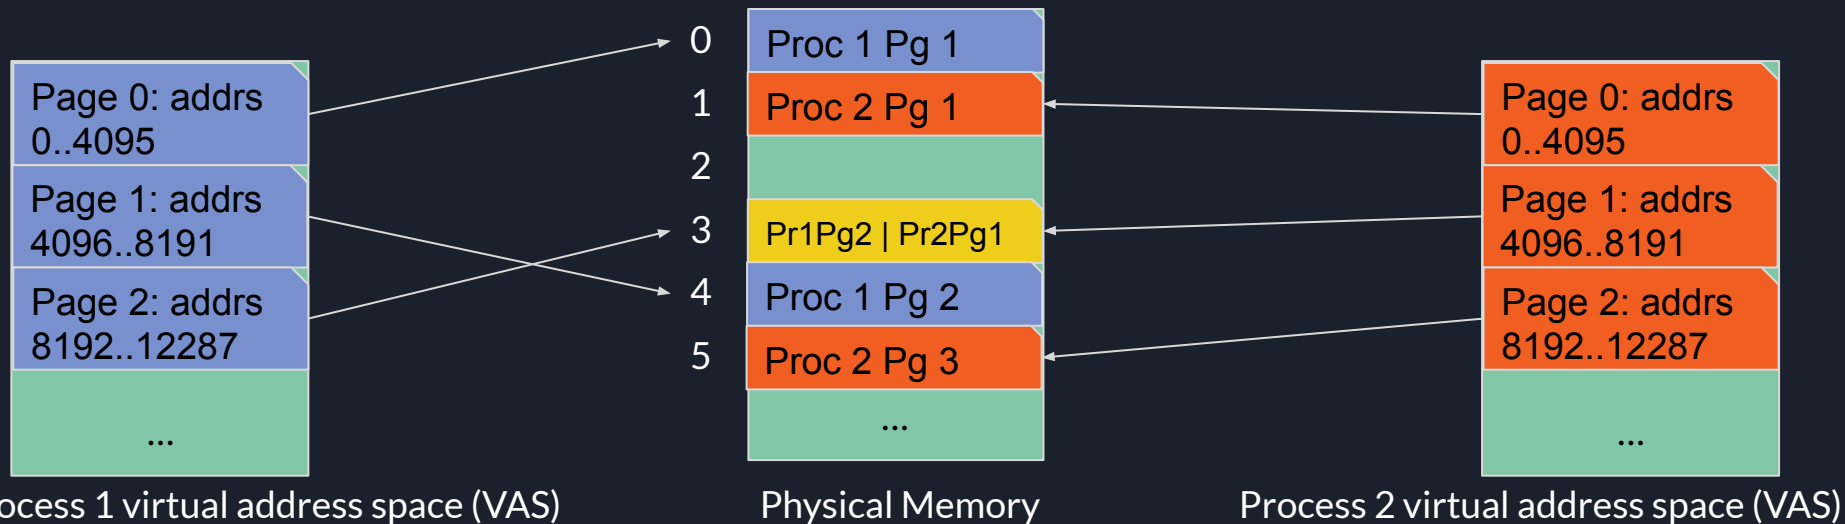 Page 0: addrs
0..4095
Page 1: addrs
4096..8191
Page 2: addrs
8192..12287
...
ocess 1 virtual address space (VAS)
0
1
2
3
4
5
Proc 1 Pg 1
Proc 2 Pg 1
Pr1Pg2 | Pr2Pg1
Proc 1 Pg 2
Proc 2 Pg 3
...
Physical Memory
Page 0: addrs
0..4095
Page 1: addrs
4096..8191
Page 2: addrs
8192..12287
...
Process 2 virtual address space (VAS)